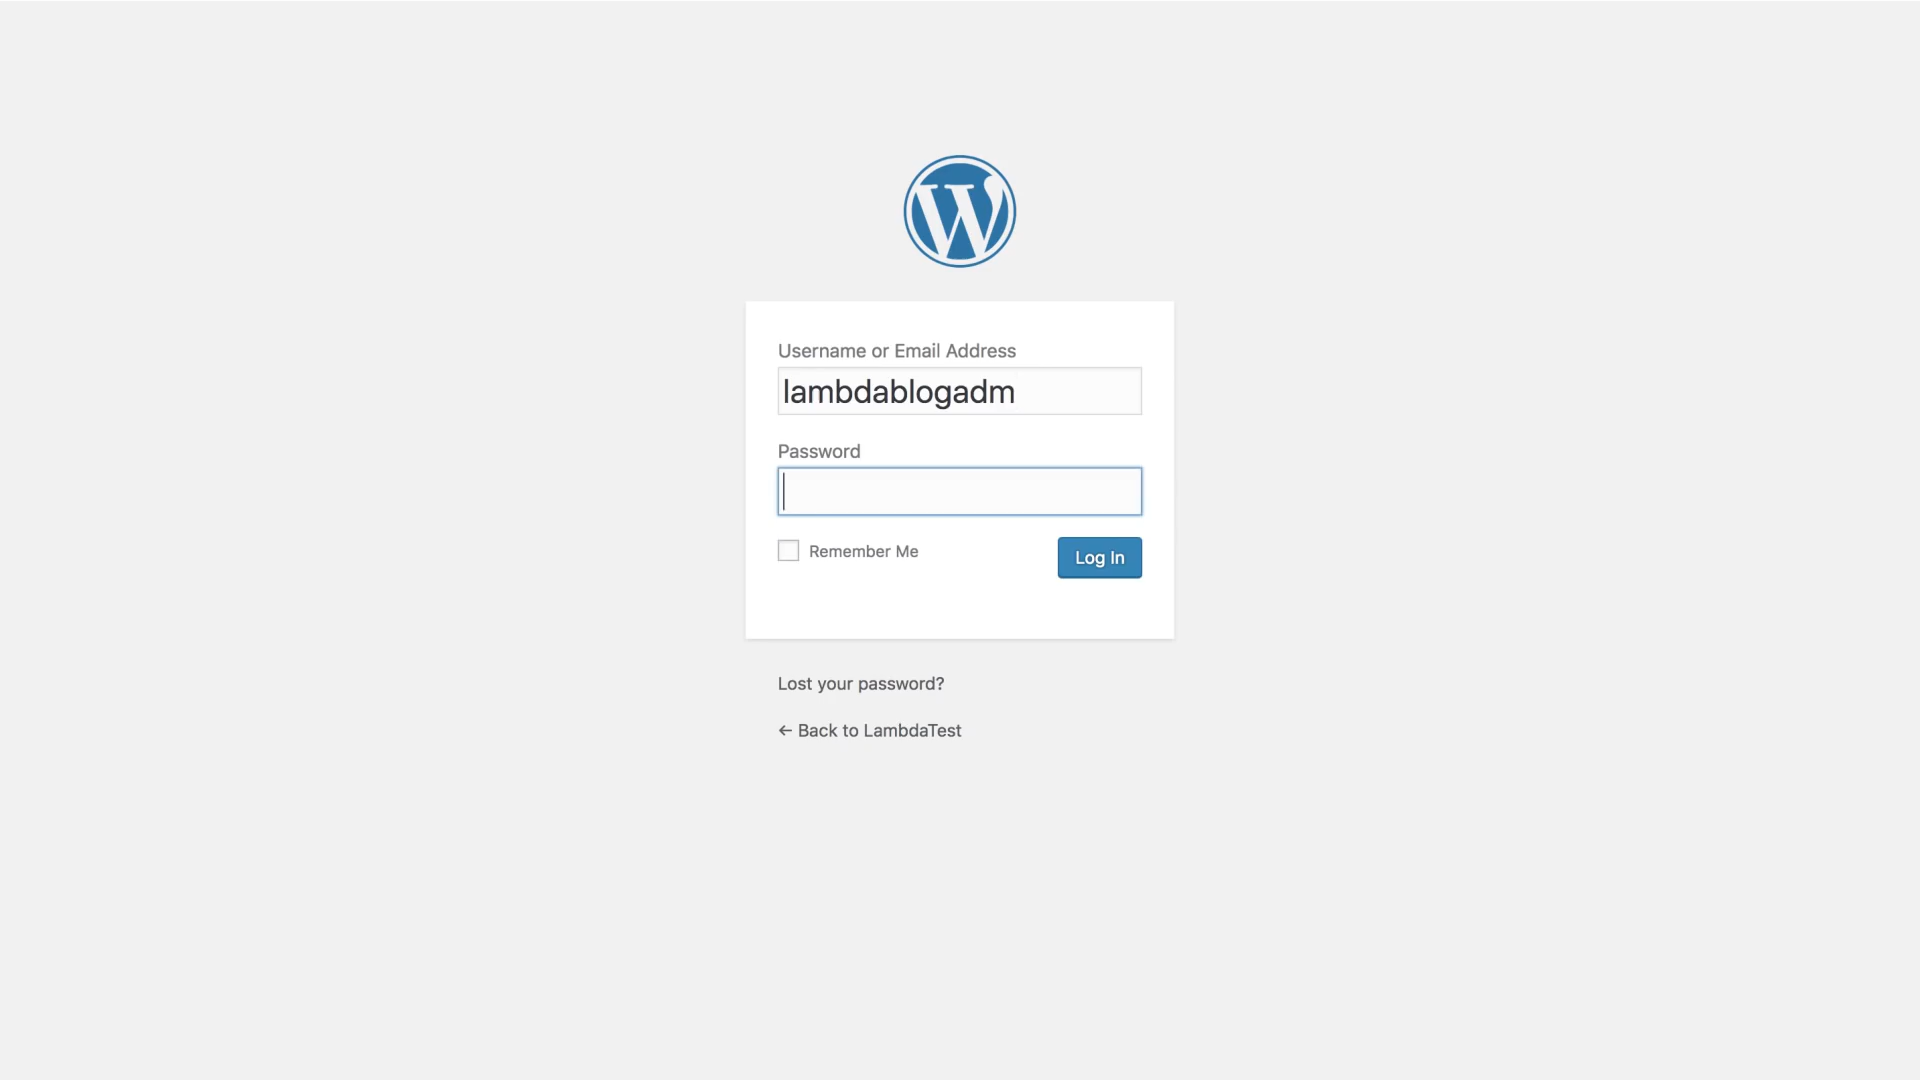 Username or Email Address
lambdablogadm
Password
Remember Me
Log In
Lost your password?
← Back to LambdaTest